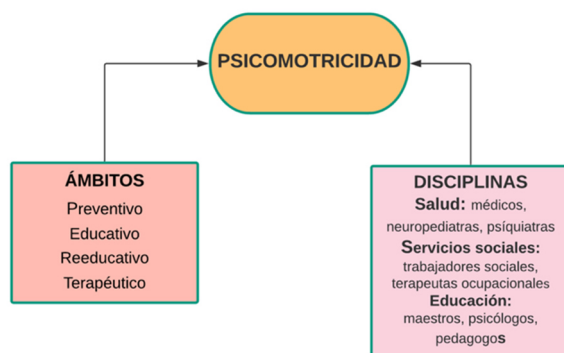 PSICOMOTRICIDAD
ÁMBITOS
Preventivo
Educativo
Reeducativo
Terapéutico
DISCIPLINAS
Salud: médicos,
neuropediatras, psíquiatras
Servicios sociales:
trabajadores sociales,
terapeutas ocupacionales
Educación:
maestros, psicólogos,
pedagogos